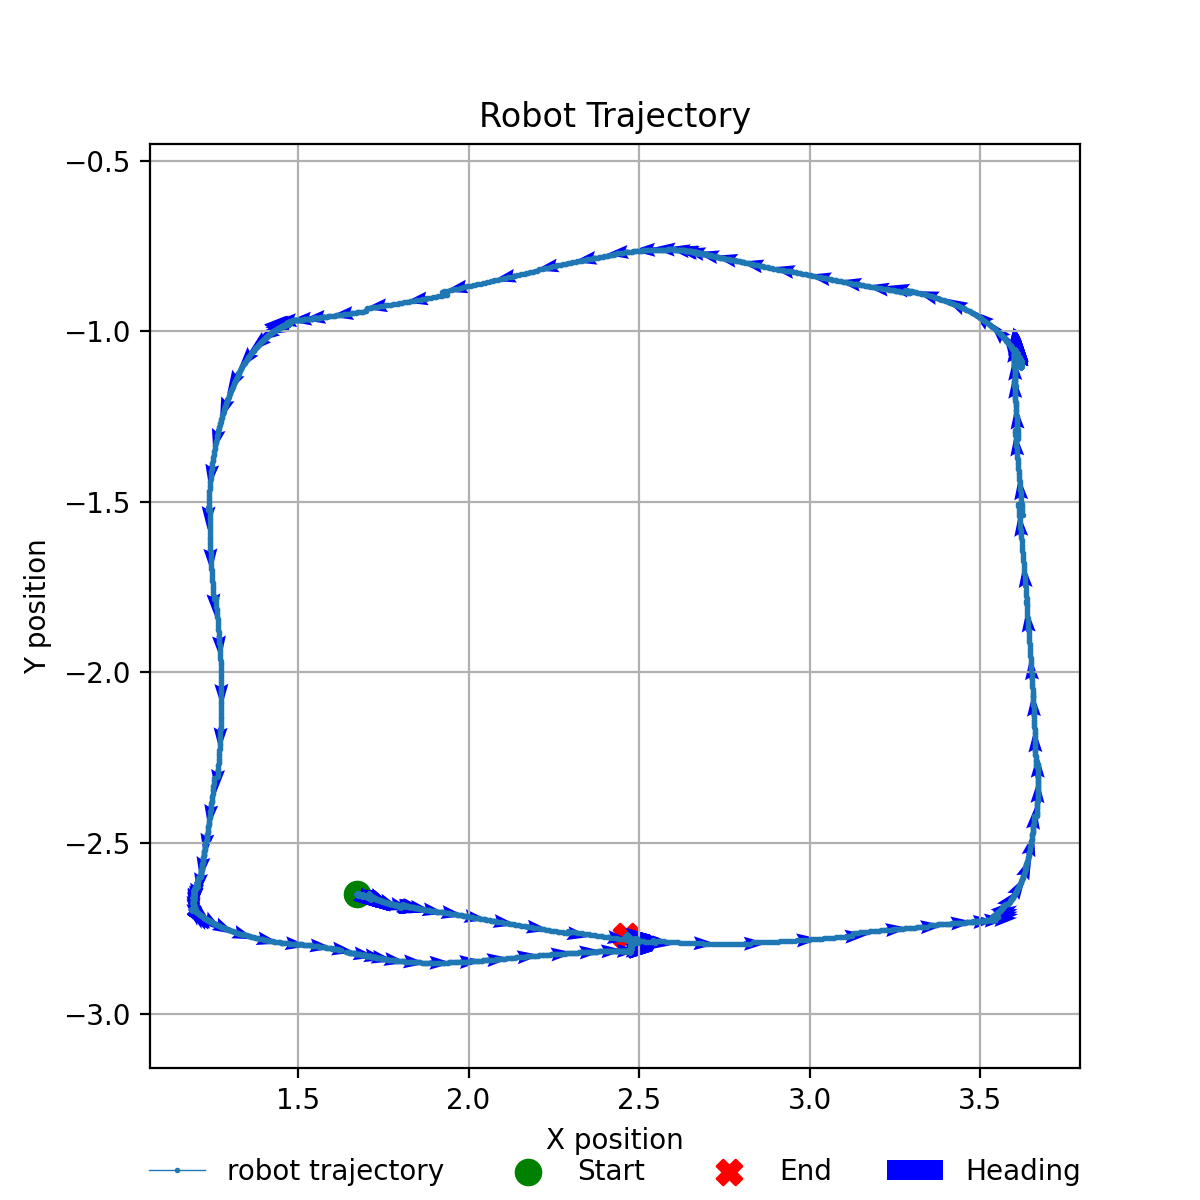 Robot Trajectory
−0.5
−1.0
−1.5
−2.0
−2.5
−3.0
Y position
1.5 2.0 2.5 3.0 3.5
X position
robot trajectory Start End Heading